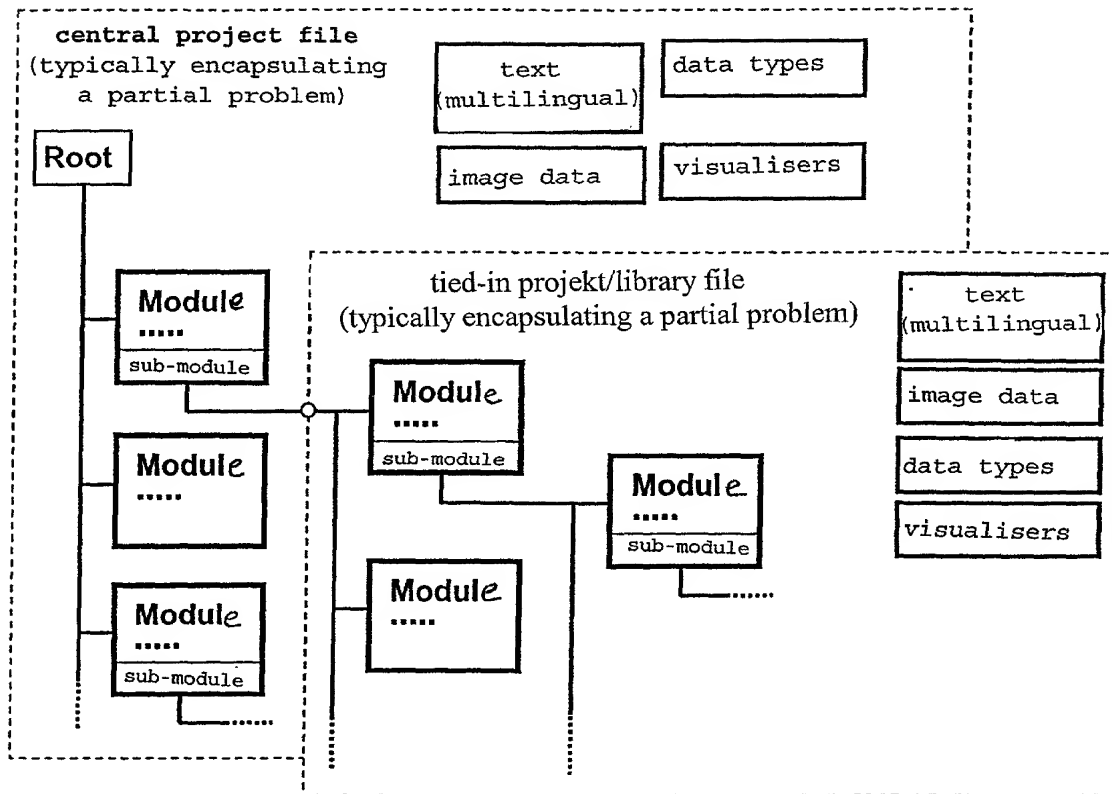 central project file
(typically encapsulating
a partial problem)
text
(multilingual)
data types
image data
visualisers
Root
Module
.....
sub-module
Module
.....
Module
.....
sub-module
tied-in projekt/library file
(typically encapsulating a partial problem)
text
(multilingual)
image data
data types
visualisers
Module
.....
sub-module
Module
.....
sub-module
Module
.....